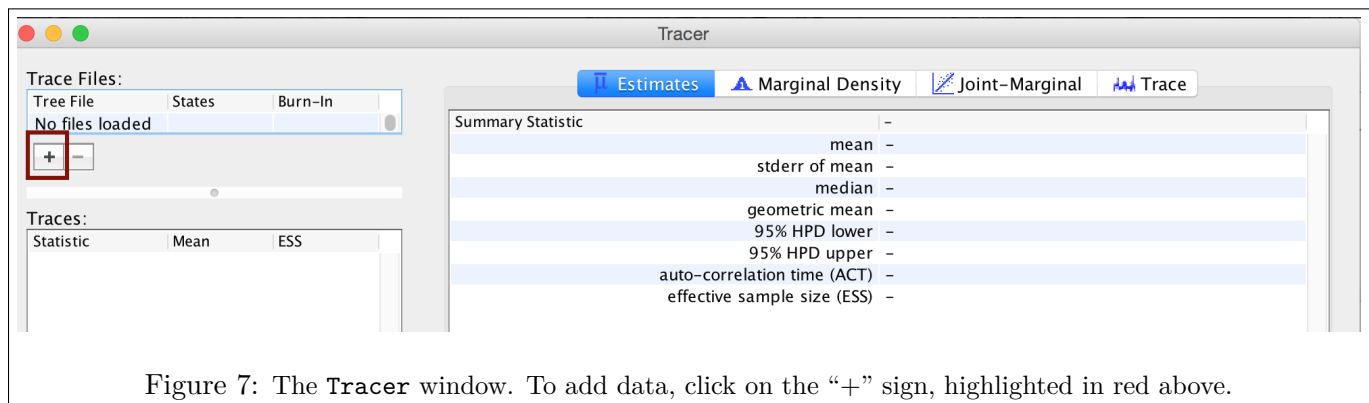 Tracer
Trace Files:
Tree File States Burn-In
No files loaded
+ −
Traces:
Statistic Mean ESS
μ Estimates Marginal Density Joint-Marginal Trace
Summary Statistic –
mean –
stderr of mean –
median –
geometric mean –
95% HPD lower –
95% HPD upper –
auto-correlation time (ACT) –
effective sample size (ESS) –
Figure 7: The Tracer window. To add data, click on the “+” sign, highlighted in red above.